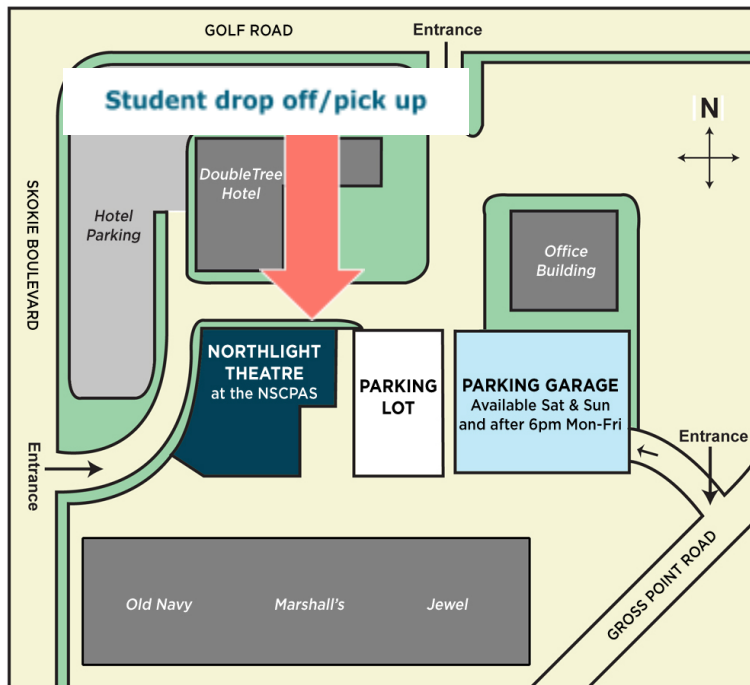 GOLF ROAD
Entrance
Student drop off/pick up
N
DoubleTree
Hotel
SKOKIE BOULEVARD
Hotel
Parking
Office
Building
NORTHLIGHT
THEATRE
at the NSCPAS
PARKING
LOT
PARKING GARAGE
Available Sat & Sun
and after 6pm Mon-Fri
Entrance
Entrance
GROSS POINT ROAD
Old Navy
Marshall's
Jewel